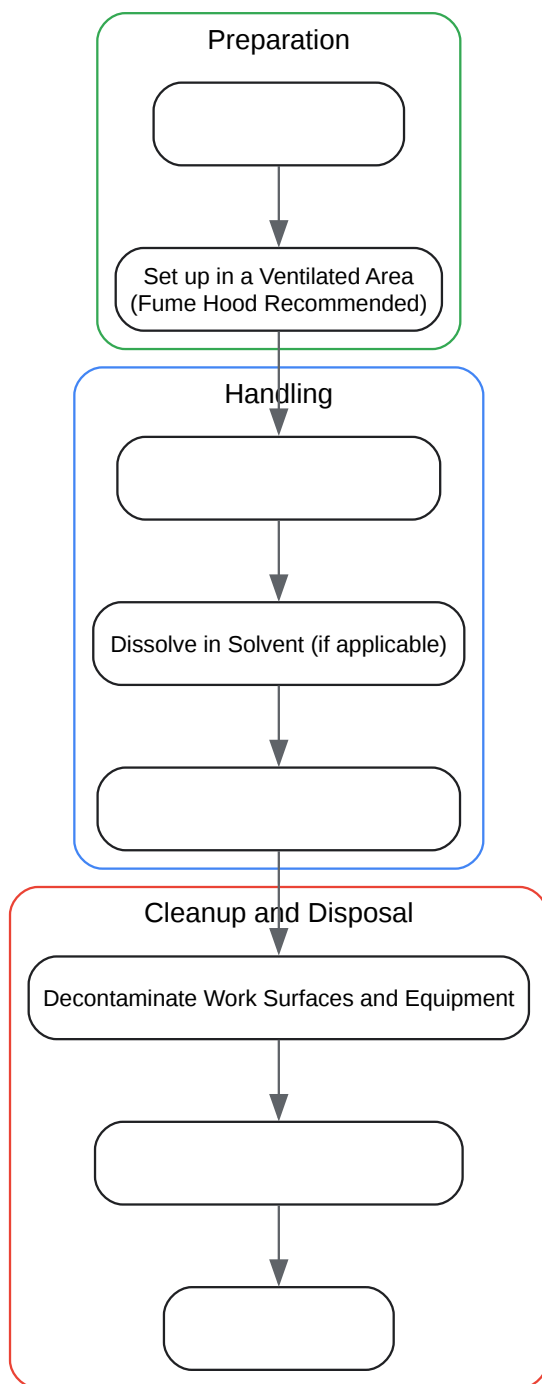 Preparation
Set up in a Ventilated Area
(Fume Hood Recommended)
Handling
Dissolve in Solvent (if applicable)
Cleanup and Disposal
Decontaminate Work Surfaces and Equipment